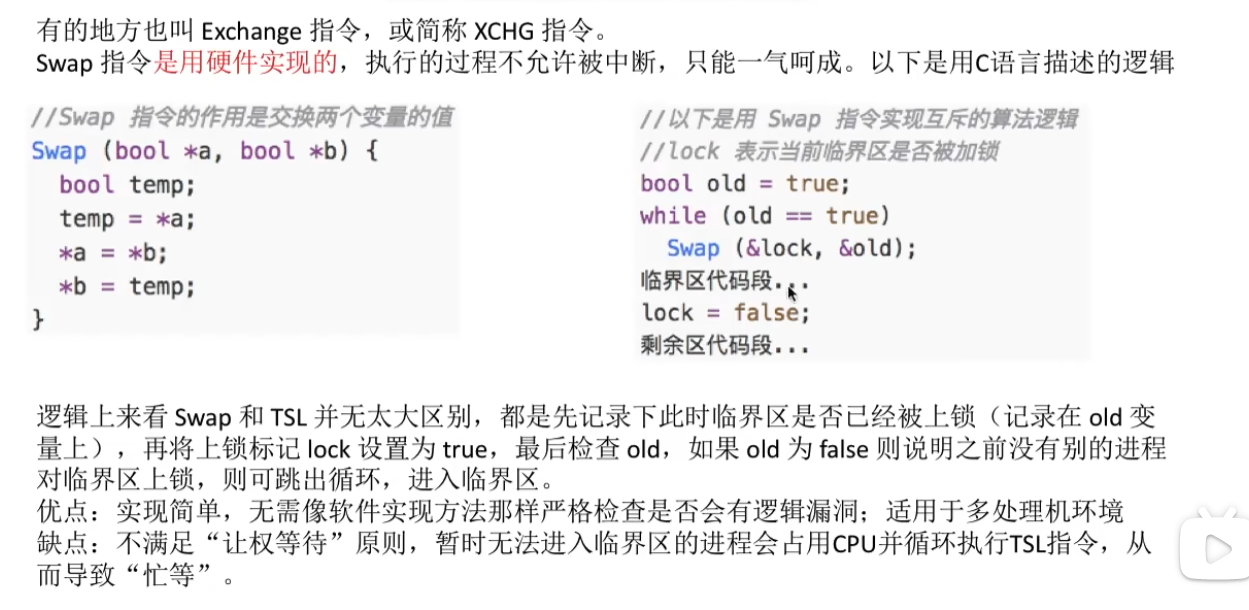 有的地方也叫 Exchange 指令，或简称 XCHG 指令。
Swap 指令是用硬件实现的，执行的过程不允许被中断，只能一气呵成。以下是用C语言描述的逻辑
//Swap 指令的作用是交换两个变量的值
Swap (bool *a, bool *b) {
  bool temp;
  temp = *a;
  *a = *b;
  *b = temp;
}
//以下是用 Swap 指令实现互斥的算法逻辑
//lock 表示当前临界区是否被加锁
bool old = true;
while (old == true)
  Swap (&lock, &old);
临界区代码段...
lock = false;
剩余区代码段...
逻辑上来看 Swap 和 TSL 并无太大区别，都是先记录下此时临界区是否已经被上锁（记录在 old 变
量上），再将上锁标记 lock 设置为 true，最后检查 old，如果 old 为 false 则说明之前没有别的进程
对临界区上锁，则可跳出循环，进入临界区。
优点：实现简单，无需像软件实现方法那样严格检查是否会有逻辑漏洞；适用于多处理机环境
缺点：不满足“让权等待”原则，暂时无法进入临界区的进程会占用CPU并循环执行TSL指令，从
而导致“忙等”。